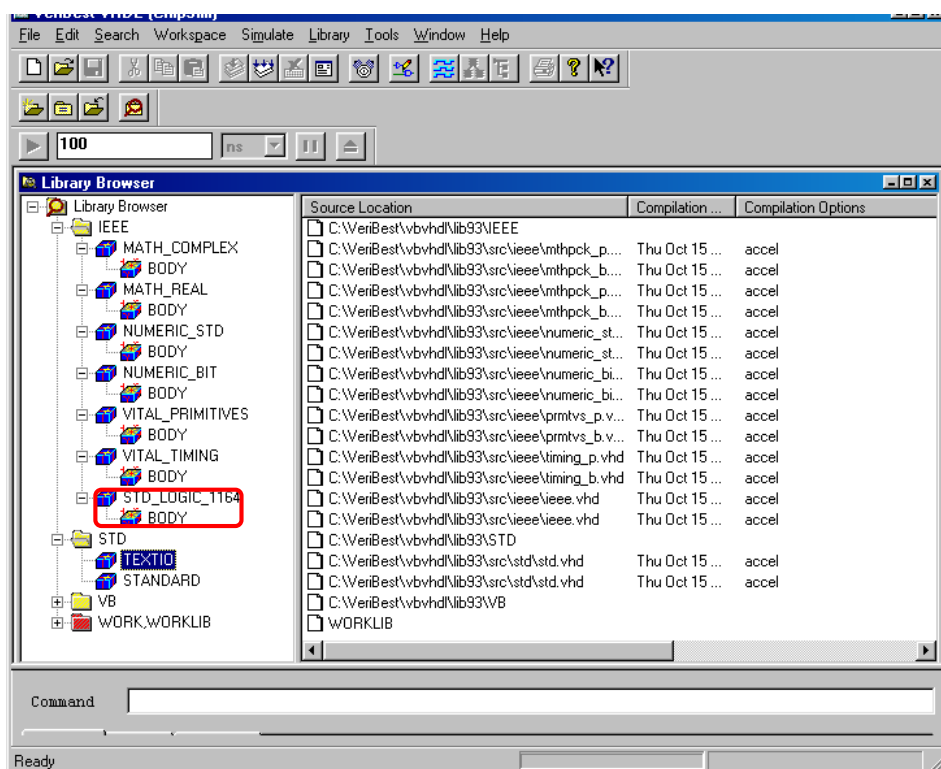 VeriBest VHDL (ChipSim)
File Edit Search Workspace Simulate Library Tools Window Help
100 ns
Library Browser
Library Browser
IEEE
MATH_COMPLEX
BODY
MATH_REAL
BODY
NUMERIC_STD
BODY
NUMERIC_BIT
BODY
VITAL_PRIMITIVES
BODY
VITAL_TIMING
BODY
STD_LOGIC_1164
BODY
STD
TEXTIO
STANDARD
VB
WORK,WORKLIB
Source Location Compilation ... Compilation Options
C:\VeriBest\vbvhdl\lib93\IEEE
C:\VeriBest\vbvhdl\lib93\src\ieee\mthpck_p.... Thu Oct 15 ... accel
C:\VeriBest\vbvhdl\lib93\src\ieee\mthpck_b.... Thu Oct 15 ... accel
C:\VeriBest\vbvhdl\lib93\src\ieee\mthpck_p.... Thu Oct 15 ... accel
C:\VeriBest\vbvhdl\lib93\src\ieee\mthpck_b.... Thu Oct 15 ... accel
C:\VeriBest\vbvhdl\lib93\src\ieee\numeric_st... Thu Oct 15 ... accel
C:\VeriBest\vbvhdl\lib93\src\ieee\numeric_st... Thu Oct 15 ... accel
C:\VeriBest\vbvhdl\lib93\src\ieee\numeric_bi... Thu Oct 15 ... accel
C:\VeriBest\vbvhdl\lib93\src\ieee\numeric_bi... Thu Oct 15 ... accel
C:\VeriBest\vbvhdl\lib93\src\ieee\prmtvs_p.v... Thu Oct 15 ... accel
C:\VeriBest\vbvhdl\lib93\src\ieee\prmtvs_b.v... Thu Oct 15 ... accel
C:\VeriBest\vbvhdl\lib93\src\ieee\timing_p.vhd Thu Oct 15 ... accel
C:\VeriBest\vbvhdl\lib93\src\ieee\timing_b.vhd Thu Oct 15 ... accel
C:\VeriBest\vbvhdl\lib93\src\ieee\ieee.vhd Thu Oct 15 ... accel
C:\VeriBest\vbvhdl\lib93\src\ieee\ieee.vhd Thu Oct 15 ... accel
C:\VeriBest\vbvhdl\lib93\STD
C:\VeriBest\vbvhdl\lib93\src\std\std.vhd Thu Oct 15 ... accel
C:\VeriBest\vbvhdl\lib93\src\std\std.vhd Thu Oct 15 ... accel
C:\VeriBest\vbvhdl\lib93\VB
WORKLIB
Command
Ready